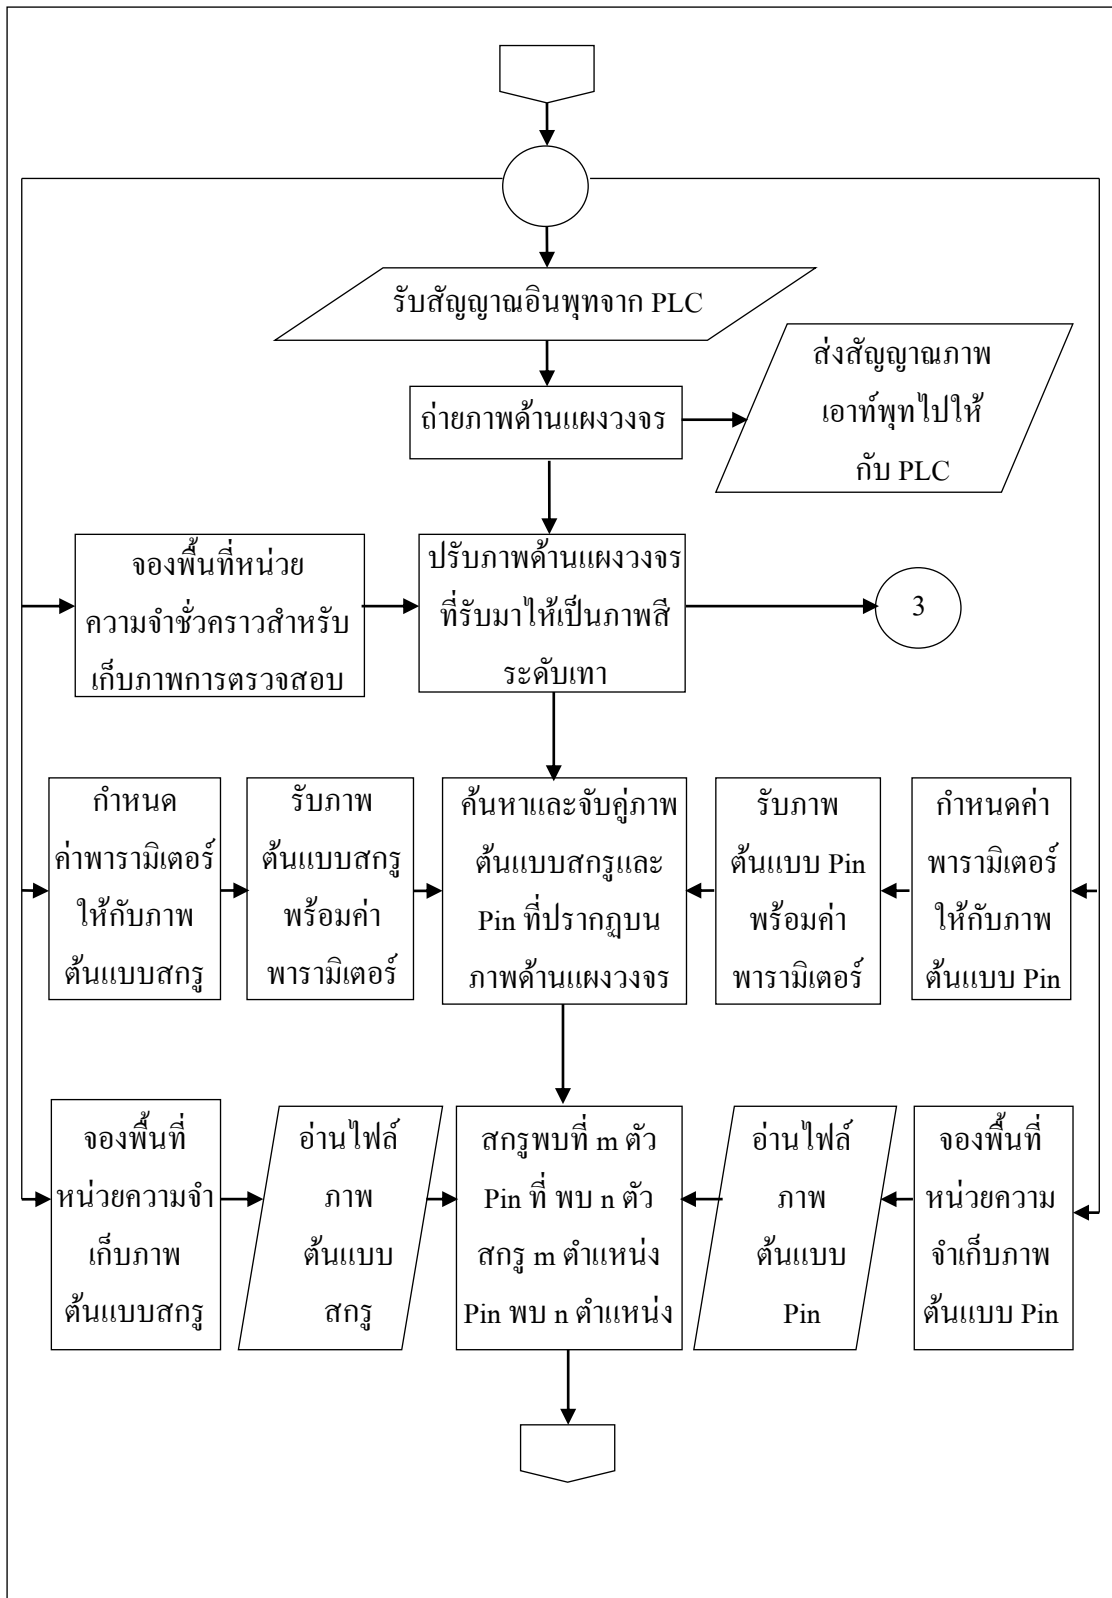 รับสัญญาณอินพุทจาก PLC
ส่งสัญญาณภาพ
เอาท์พุทไปให้
กับ PLC
ถ่ายภาพด้านแผงวงจร
จองพื้นที่หน่วย
ความจำชั่วคราวสำหรับ
เก็บภาพการตรวจสอบ
ปรับภาพด้านแผงวงจร
ที่รับมาให้เป็นภาพสี
ระดับเทา
3
กำหนด
ค่าพารามิเตอร์
ให้กับภาพ
ต้นแบบสกรู
รับภาพ
ต้นแบบสกรู
พร้อมค่า
พารามิเตอร์
ค้นหาและจับคู่ภาพ
ต้นแบบสกรูและ
Pin ที่ปรากฏบน
ภาพด้านแผงวงจร
รับภาพ
ต้นแบบ Pin
พร้อมค่า
พารามิเตอร์
กำหนดค่า
พารามิเตอร์
ให้กับภาพ
ต้นแบบ Pin
จองพื้นที่
หน่วยความจำ
เก็บภาพ
ต้นแบบสกรู
อ่านไฟล์
ภาพ
ต้นแบบ
สกรู
สกรูพบที่ m ตัว
Pin ที่ พบ n ตัว
สกรู m ตำแหน่ง
Pin พบ n ตำแหน่ง
อ่านไฟล์
ภาพ
ต้นแบบ
Pin
จองพื้นที่
หน่วยความ
จำเก็บภาพ
ต้นแบบ Pin